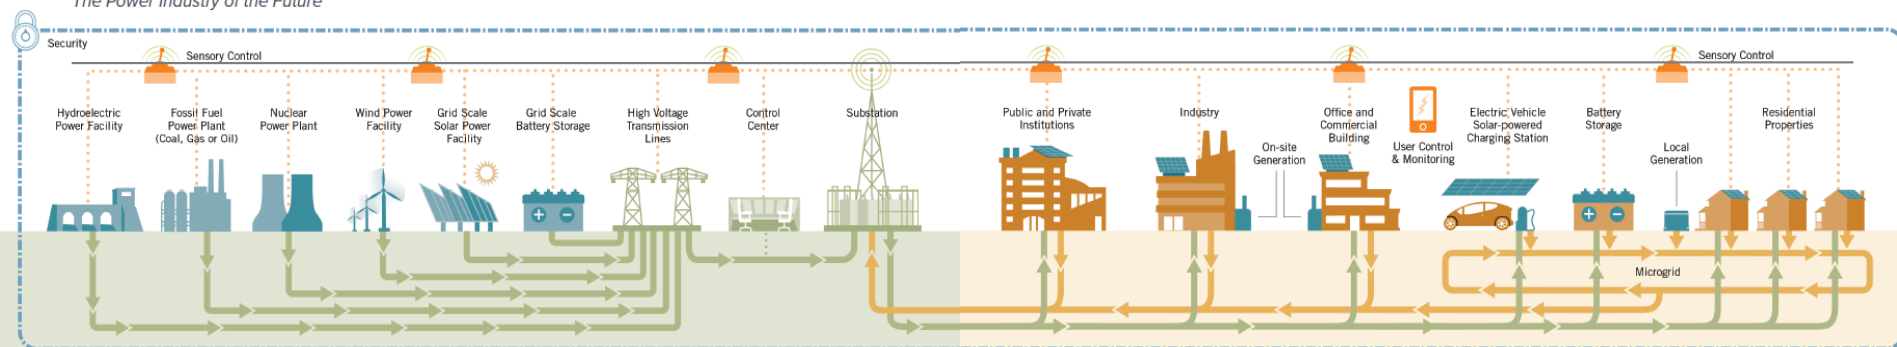 The Power Industry of the Future
Security
Sensory Control
Sensory Control
Hydroelectric
Power Facility
Fossil Fuel
Power Plant
(Coal, Gas or Oil)
Nuclear
Power Plant
Wind Power
Facility
Grid Scale
Solar Power
Facility
Grid Scale
Battery Storage
High Voltage
Transmission
Lines
Control
Center
Substation
Public and Private
Institutions
Industry
On-site
Generation
Office and
Commercial
Building
User Control
& Monitoring
Electric Vehicle
Solar-powered
Charging Station
Battery
Storage
Local
Generation
Residential
Properties
Microgrid